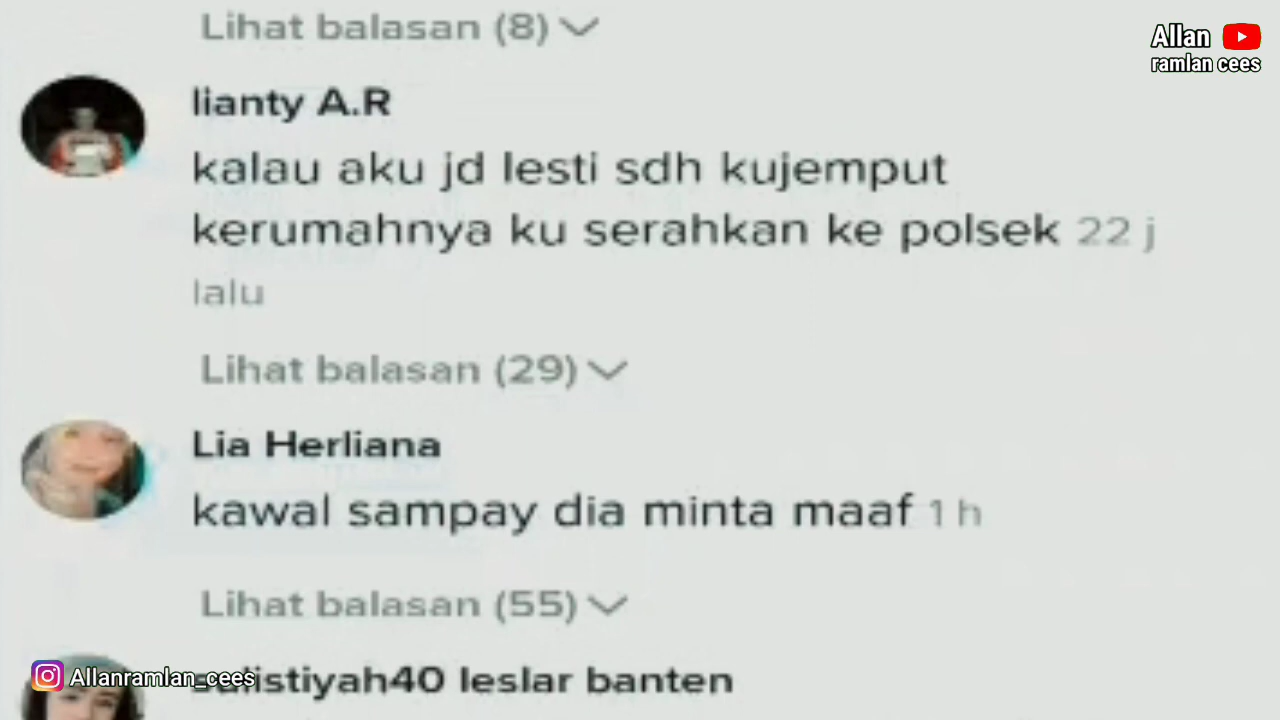 Lihat balasan (8)
Allan
ramlan cees
lianty A.R
kalau aku jd lesti sdh kujemput
kerumahnya ku serahkan ke polsek 22 j
lalu
Lihat balasan (29)
Lia Herliana
kawal sampay dia minta maaf 1 h
Lihat balasan (55)
Allanramlan_cees
leslar banten